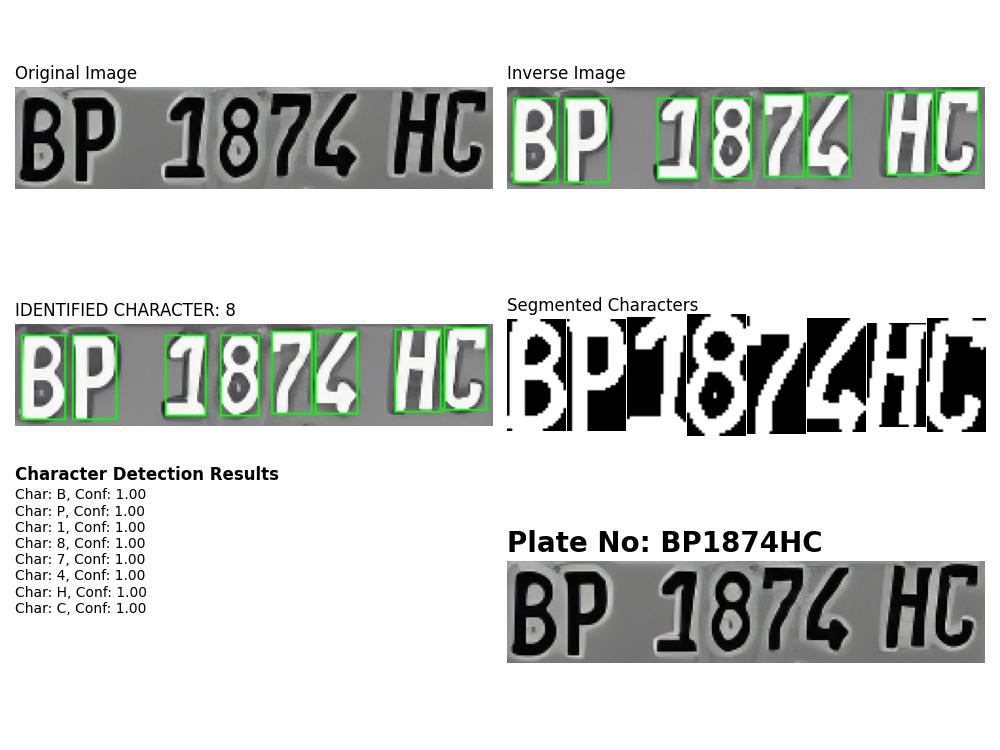 Original Image
BP 1874 HC
Inverse Image
BP 1874 HC
IDENTIFIED CHARACTER: 8
BP 1874 HC
Segmented Characters
BP1874HC
Character Detection Results
Char: B, Conf: 1.00
Char: P, Conf: 1.00
Char: 1, Conf: 1.00
Char: 8, Conf: 1.00
Char: 7, Conf: 1.00
Char: 4, Conf: 1.00
Char: H, Conf: 1.00
Char: C, Conf: 1.00
Plate No: BP1874HC
BP 1874 HC